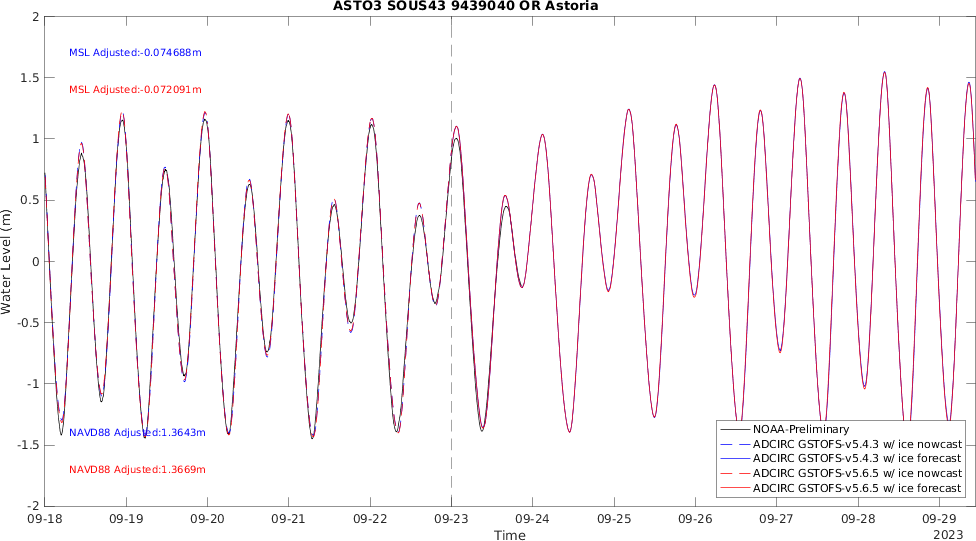 ASTO3 SOUS43 9439040 OR Astoria
2
1.5
1
0.5
0
-0.5
-1
-1.5
-2
Water Level (m)
MSL Adjusted:-0.074688m
MSL Adjusted:-0.072091m
NAVD88 Adjusted:1.3643m
NAVD88 Adjusted:1.3669m
NOAA-Preliminary
ADCIRC GSTOFS-v5.4.3 w/ ice nowcast
ADCIRC GSTOFS-v5.4.3 w/ ice forecast
ADCIRC GSTOFS-v5.6.5 w/ ice nowcast
ADCIRC GSTOFS-v5.6.5 w/ ice forecast
09-18 09-19 09-20 09-21 09-22 09-23 09-24 09-25 09-26 09-27 09-28 09-29
2023
Time